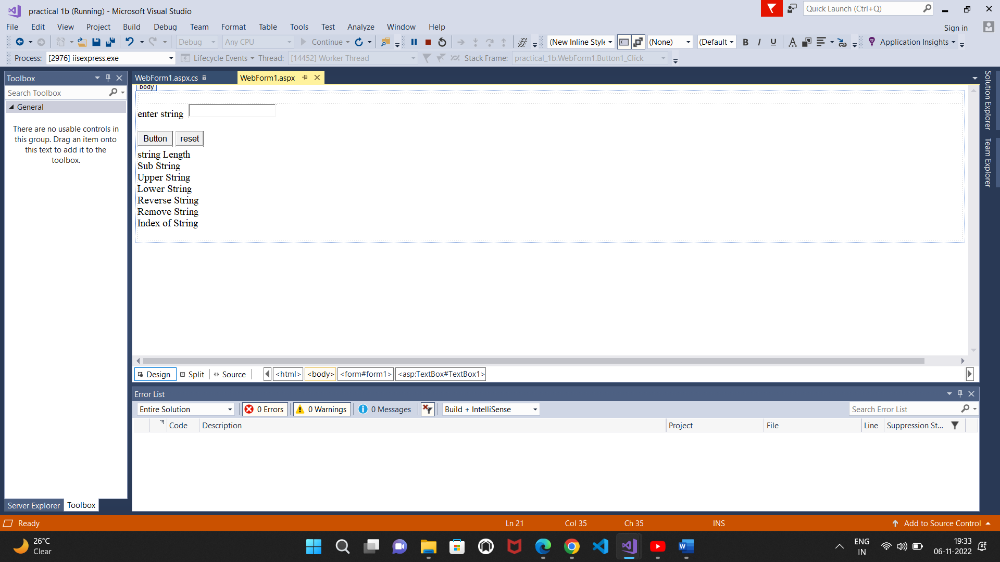 practical 1b (Running) - Microsoft Visual Studio
Quick Launch (Ctrl+Q)
File Edit View Project Build Debug Team Format Table Tools Test Analyze Window Help
Sign in
Debug Any CPU Continue (New Inline Style (None) (Default B I U A Application Insights
Process: [2976] iisexpress.exe Lifecycle Events Thread: [14452] Worker Thread Stack Frame: practical_1b.WebForm1.Button1_Click
Toolbox
Search Toolbox
General
There are no usable controls in
this group. Drag an item onto
this text to add it to the
toolbox.
Server Explorer Toolbox
WebForm1.aspx.cs WebForm1.aspx
body
enter string
Button reset
string Length
Sub String
Upper String
Lower String
Reverse String
Remove String
Index of String
Design Split Source <html> <body> <form#form1> <asp:TextBox#TextBox1>
Solution Explorer
Team Explorer
Error List
Entire Solution 0 Errors 0 Warnings 0 Messages Build + IntelliSense Search Error List
Code Description Project File Line Suppression St...
Ready Ln 21 Col 35 Ch 35 INS Add to Source Control
26°C
Clear
W
ENG
IN
19:33
06-11-2022